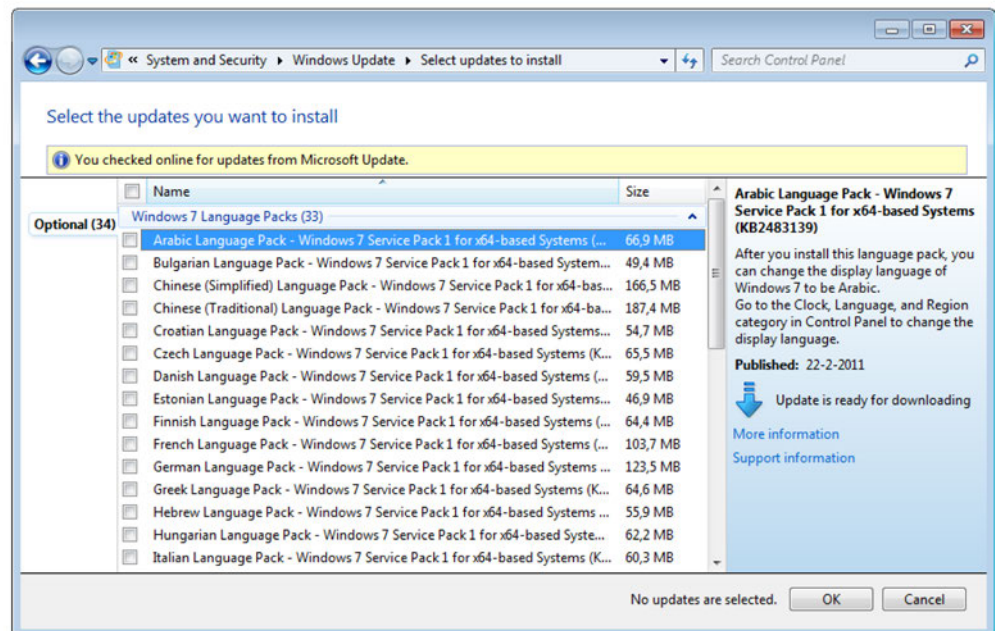 « System and Security ▸ Windows Update ▸ Select updates to install
Search Control Panel
Select the updates you want to install
You checked online for updates from Microsoft Update.
Name Size
Optional (34)
Windows 7 Language Packs (33)
Arabic Language Pack - Windows 7 Service Pack 1 for x64-based Systems (... 66,9 MB
Bulgarian Language Pack - Windows 7 Service Pack 1 for x64-based System... 49,4 MB
Chinese (Simplified) Language Pack - Windows 7 Service Pack 1 for x64-bas... 166,5 MB
Chinese (Traditional) Language Pack - Windows 7 Service Pack 1 for x64-ba... 187,4 MB
Croatian Language Pack - Windows 7 Service Pack 1 for x64-based Systems... 54,7 MB
Czech Language Pack - Windows 7 Service Pack 1 for x64-based Systems (K... 65,5 MB
Danish Language Pack - Windows 7 Service Pack 1 for x64-based Systems (... 59,5 MB
Estonian Language Pack - Windows 7 Service Pack 1 for x64-based Systems... 46,9 MB
Finnish Language Pack - Windows 7 Service Pack 1 for x64-based Systems (... 64,4 MB
French Language Pack - Windows 7 Service Pack 1 for x64-based Systems (... 103,7 MB
German Language Pack - Windows 7 Service Pack 1 for x64-based Systems ... 123,5 MB
Greek Language Pack - Windows 7 Service Pack 1 for x64-based Systems (K... 64,6 MB
Hebrew Language Pack - Windows 7 Service Pack 1 for x64-based Systems ... 55,9 MB
Hungarian Language Pack - Windows 7 Service Pack 1 for x64-based Syste... 62,2 MB
Italian Language Pack - Windows 7 Service Pack 1 for x64-based Systems (K... 60,3 MB
Arabic Language Pack - Windows 7
Service Pack 1 for x64-based Systems
(KB2483139)
After you install this language pack, you
can change the display language of
Windows 7 to be Arabic.
Go to the Clock, Language, and Region
category in Control Panel to change the
display language.
Published: 22-2-2011
Update is ready for downloading
More information
Support information
No updates are selected.
OK
Cancel